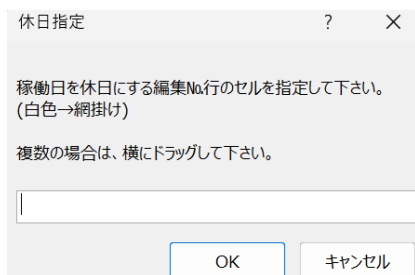 休日指定 ?
稼働日を休日にする編集№行のセルを指定して下さい。
(白色→網掛け)
複数の場合は、横にドラッグして下さい。
OK キャンセル